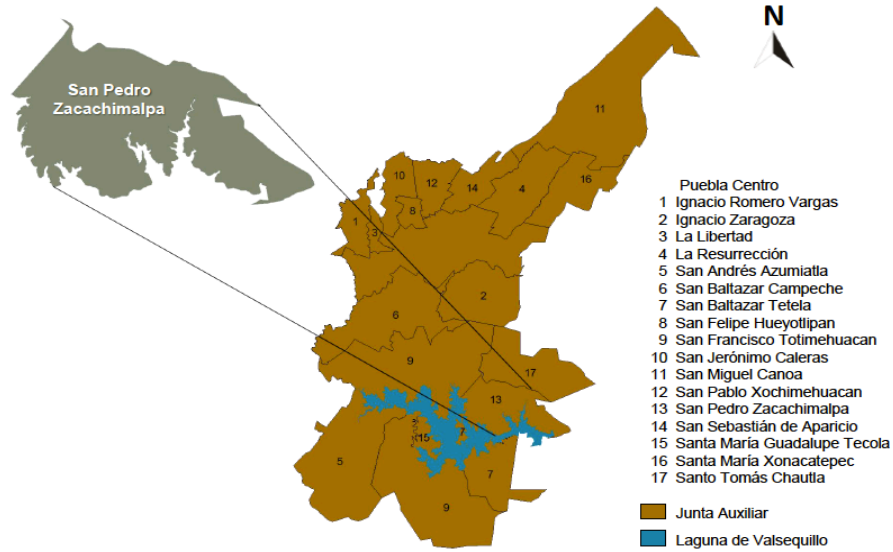 San Pedro
Zacachimalpa
N
11
10
12
14
4
16
8
1
3
2
6
9
17
13
15
7
5
7
9
Puebla Centro
1 Ignacio Romero Vargas
2 Ignacio Zaragoza
3 La Libertad
4 La Resurrección
5 San Andrés Azumiatla
6 San Baltazar Campeche
7 San Baltazar Tetela
8 San Felipe Hueyotlipan
9 San Francisco Totimehuacan
10 San Jerónimo Caleras
11 San Miguel Canoa
12 San Pablo Xochimehuacan
13 San Pedro Zacachimalpa
14 San Sebastián de Aparicio
15 Santa María Guadalupe Tecola
16 Santa María Xonacatepec
17 Santo Tomás Chautla
Junta Auxiliar
Laguna de Valsequillo